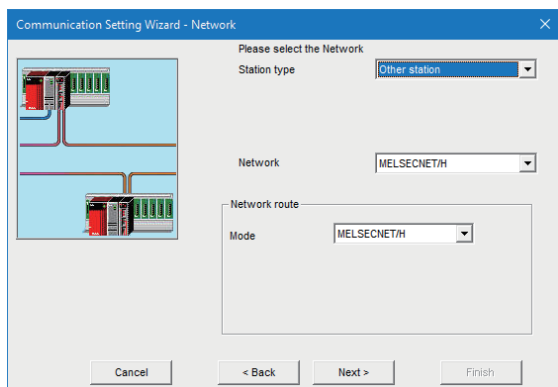 Communication Setting Wizard - Network
Please select the Network
Station type
Other station
Network
MELSECNET/H
Network route
Mode
MELSECNET/H
Cancel
< Back
Next >
Finish